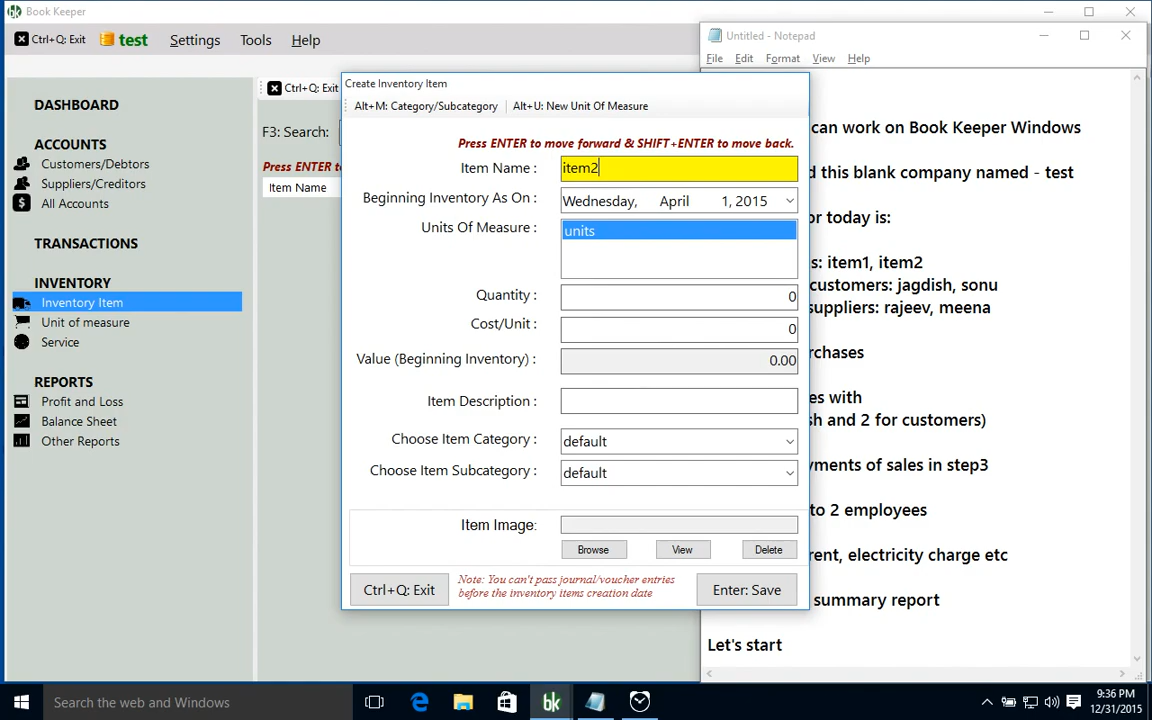 Book Keeper
Ctrl+Q: Exit test Settings Tools Help
DASHBOARD
ACCOUNTS
Customers/Debtors
Suppliers/Creditors
All Accounts
TRANSACTIONS
INVENTORY
Inventory Item
Unit of measure
Service
REPORTS
Profit and Loss
Balance Sheet
Other Reports
Ctrl+Q: Exit
F3: Search:
Press ENTER to
Item Name
Create Inventory Item
Alt+M: Category/Subcategory Alt+U: New Unit Of Measure
Press ENTER to move forward & SHIFT+ENTER to move back.
Item Name : item2
Beginning Inventory As On : Wednesday, April 1, 2015
Units Of Measure : units
Quantity : 0
Cost/Unit : 0
Value (Beginning Inventory) : 0.00
Item Description :
Choose Item Category : default
Choose Item Subcategory : default
Item Image:
Browse View Delete
Ctrl+Q: Exit
Note: You can't pass journal/voucher entries
before the inventory items creation date
Enter: Save
Untitled - Notepad
File Edit Format View Help
can work on Book Keeper Windows
d this blank company named - test
or today is:
s: item1, item2
customers: jagdish, sonu
suppliers: rajeev, meena
rchases
es with
sh and 2 for customers)
yments of sales in step3
to 2 employees
rent, electricity charge etc
summary report
Let's start
Search the web and Windows
bk
9:36 PM
12/31/2015